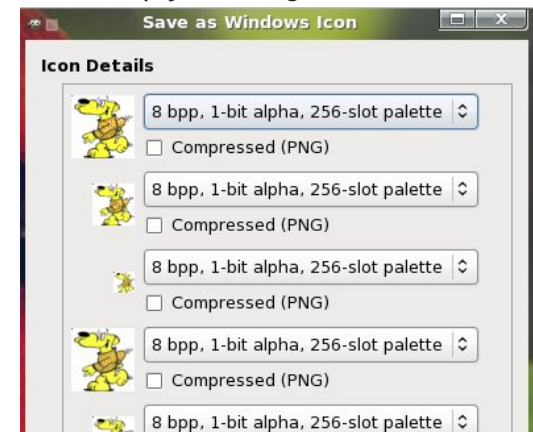 Save as Windows Icon
Icon Details
8 bpp, 1-bit alpha, 256-slot palette
Compressed (PNG)
8 bpp, 1-bit alpha, 256-slot palette
Compressed (PNG)
8 bpp, 1-bit alpha, 256-slot palette
Compressed (PNG)
8 bpp, 1-bit alpha, 256-slot palette
Compressed (PNG)
8 bpp, 1-bit alpha, 256-slot palette